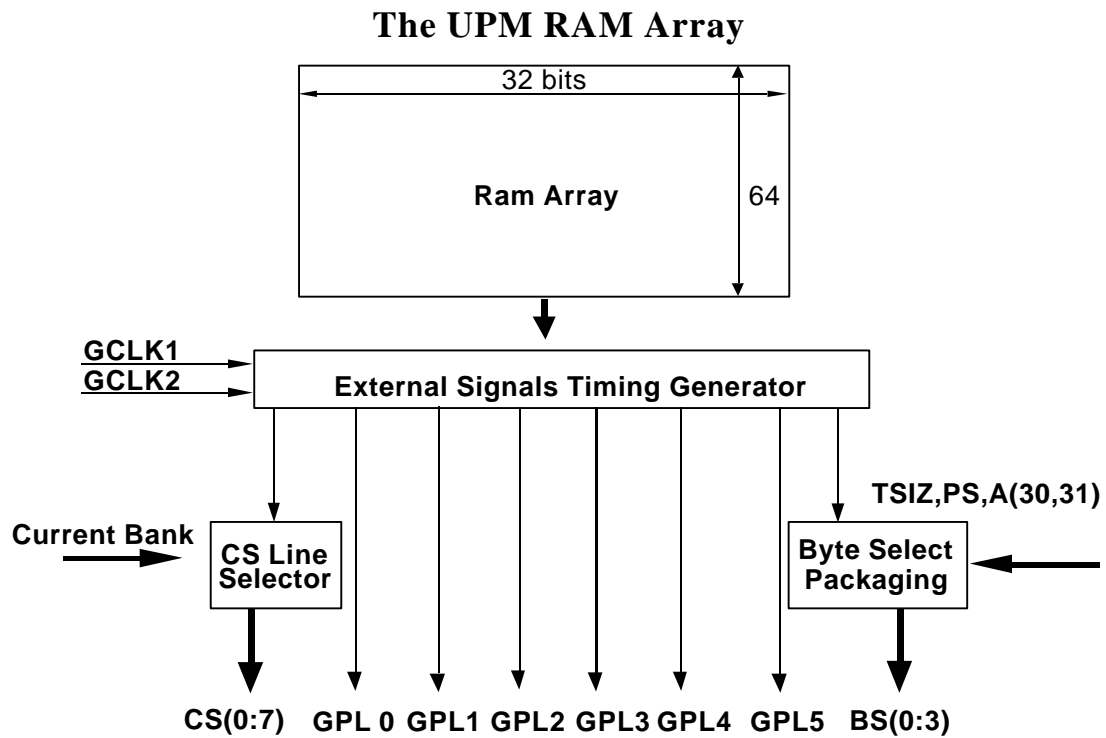 The UPM RAM Array
32 bits
Ram Array
64
GCLK1
GCLK2
External Signals Timing Generator
TSIZ,PS,A(30,31)
Current Bank
CS Line
Selector
Byte Select
Packaging
CS(0:7) GPL 0 GPL1 GPL2 GPL3 GPL4 GPL5 BS(0:3)